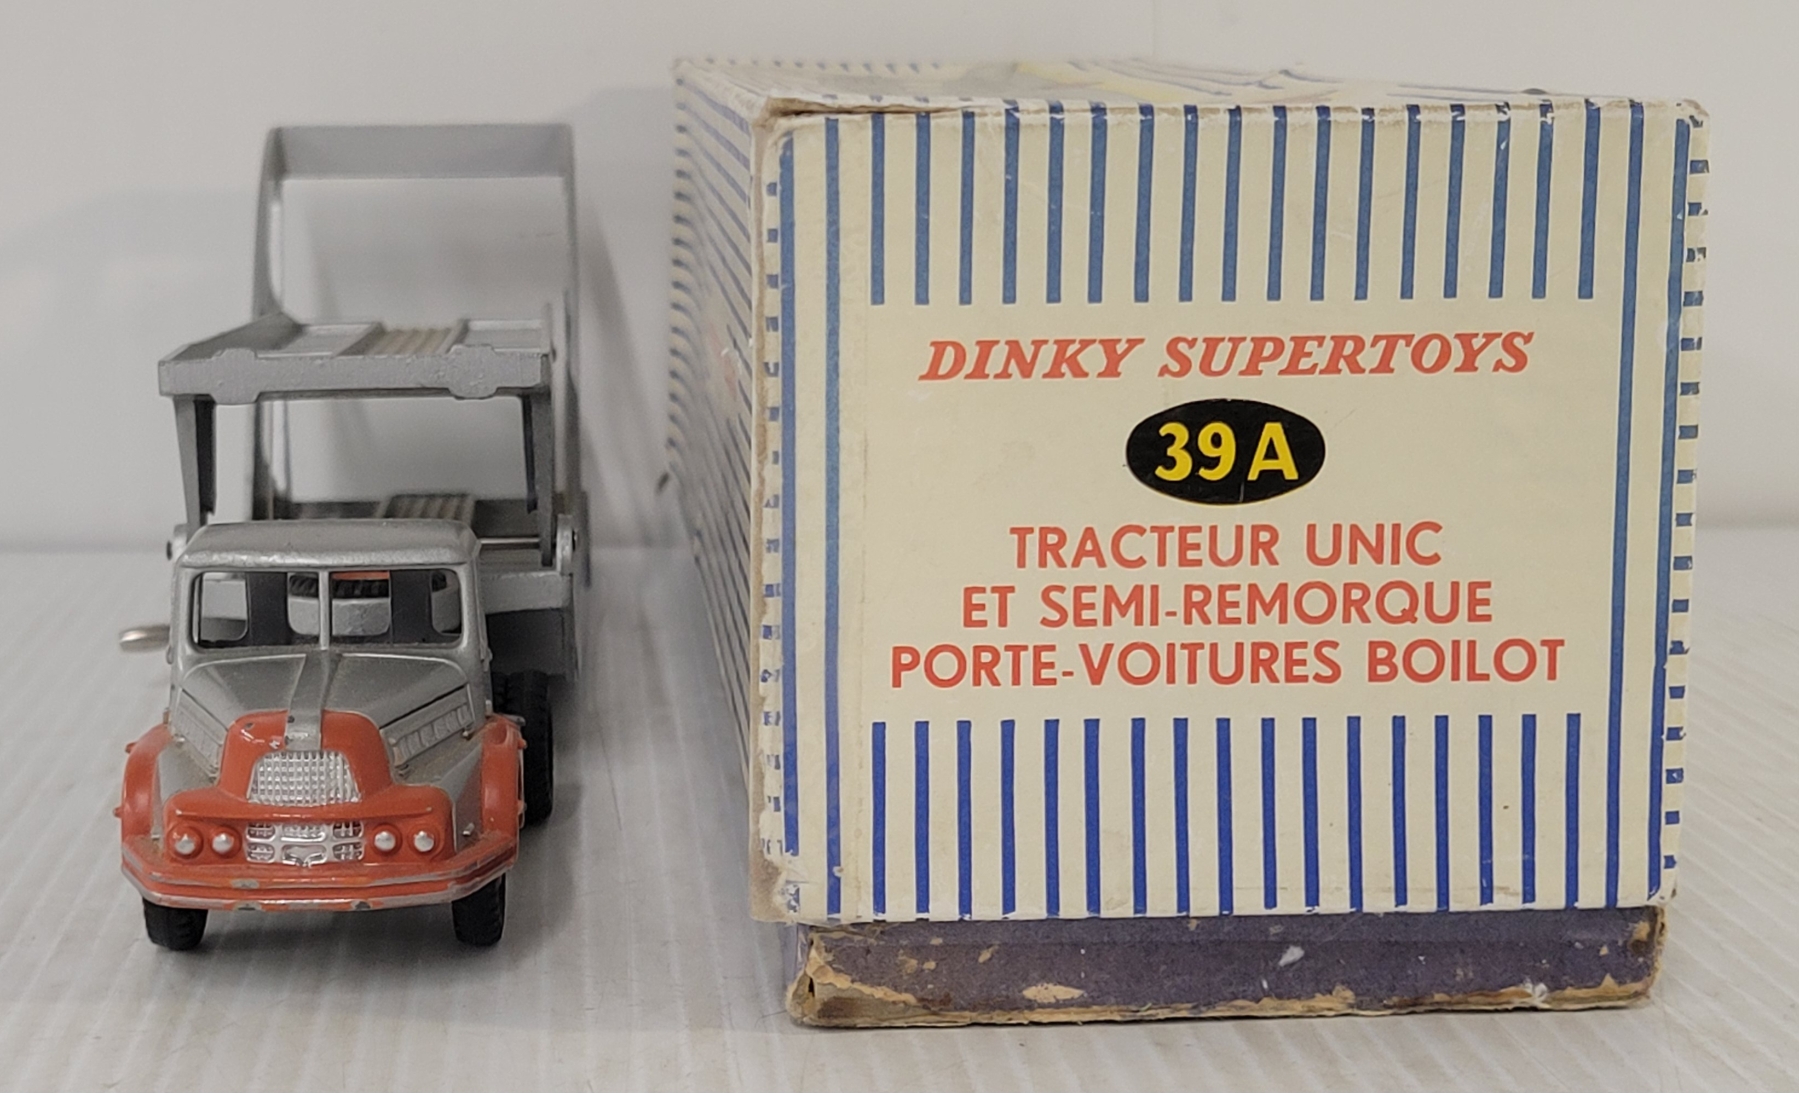 DINKY SUPERTOYS
39A
TRACTEUR UNIC
ET SEMI-REMORQUE
PORTE-VOITURES BOILOT